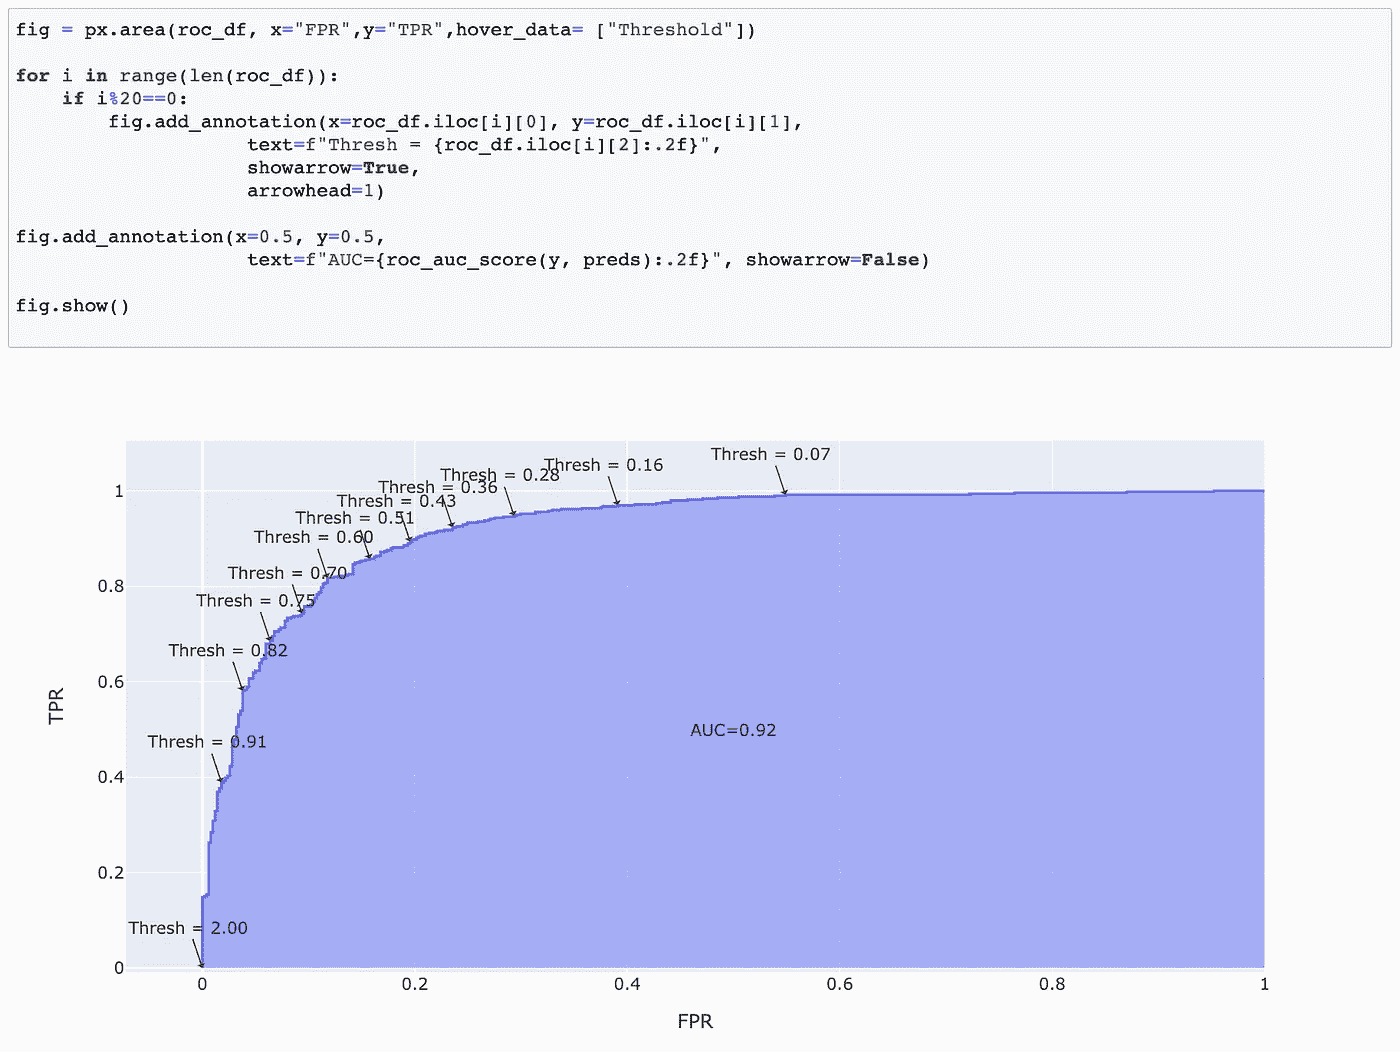 fig = px.area(roc_df, x="FPR",y="TPR",hover_data= ["Threshold"])
for i in range(len(roc_df)):
    if i%20==0:
        fig.add_annotation(x=roc_df.iloc[i][0], y=roc_df.iloc[i][1],
                    text=f"Thresh = {roc_df.iloc[i][2]:.2f}",
                    showarrow=True,
                    arrowhead=1)
fig.add_annotation(x=0.5, y=0.5,
                    text=f"AUC={roc_auc_score(y, preds):.2f}", showarrow=False)
fig.show()
Thresh = 0.07
Thresh = 0.16
Thresh = 0.28
Thresh = 0.36
Thresh = 0.43
Thresh = 0.51
Thresh = 0.60
Thresh = 0.70
Thresh = 0.75
Thresh = 0.82
Thresh = 0.91
Thresh = 2.00
AUC=0.92
1
0.8
0.6
0.4
0.2
0
TPR
0
0.2
0.4
0.6
0.8
1
FPR